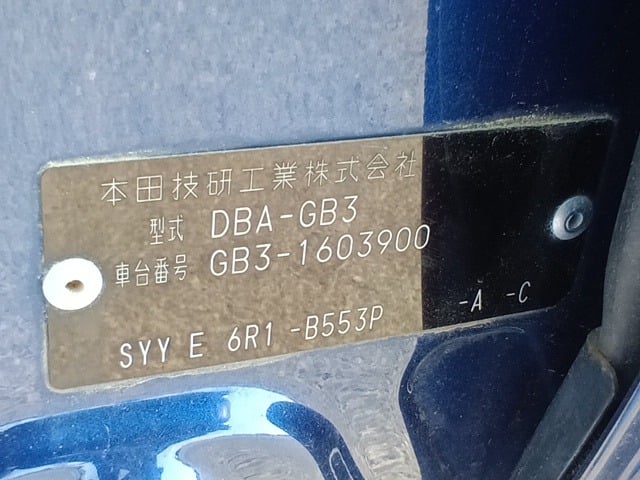 本田技研工業株式会社
型式 DBA-GB3
車台番号 GB3-1603900
SYY E 6R1 -B553P -A -C